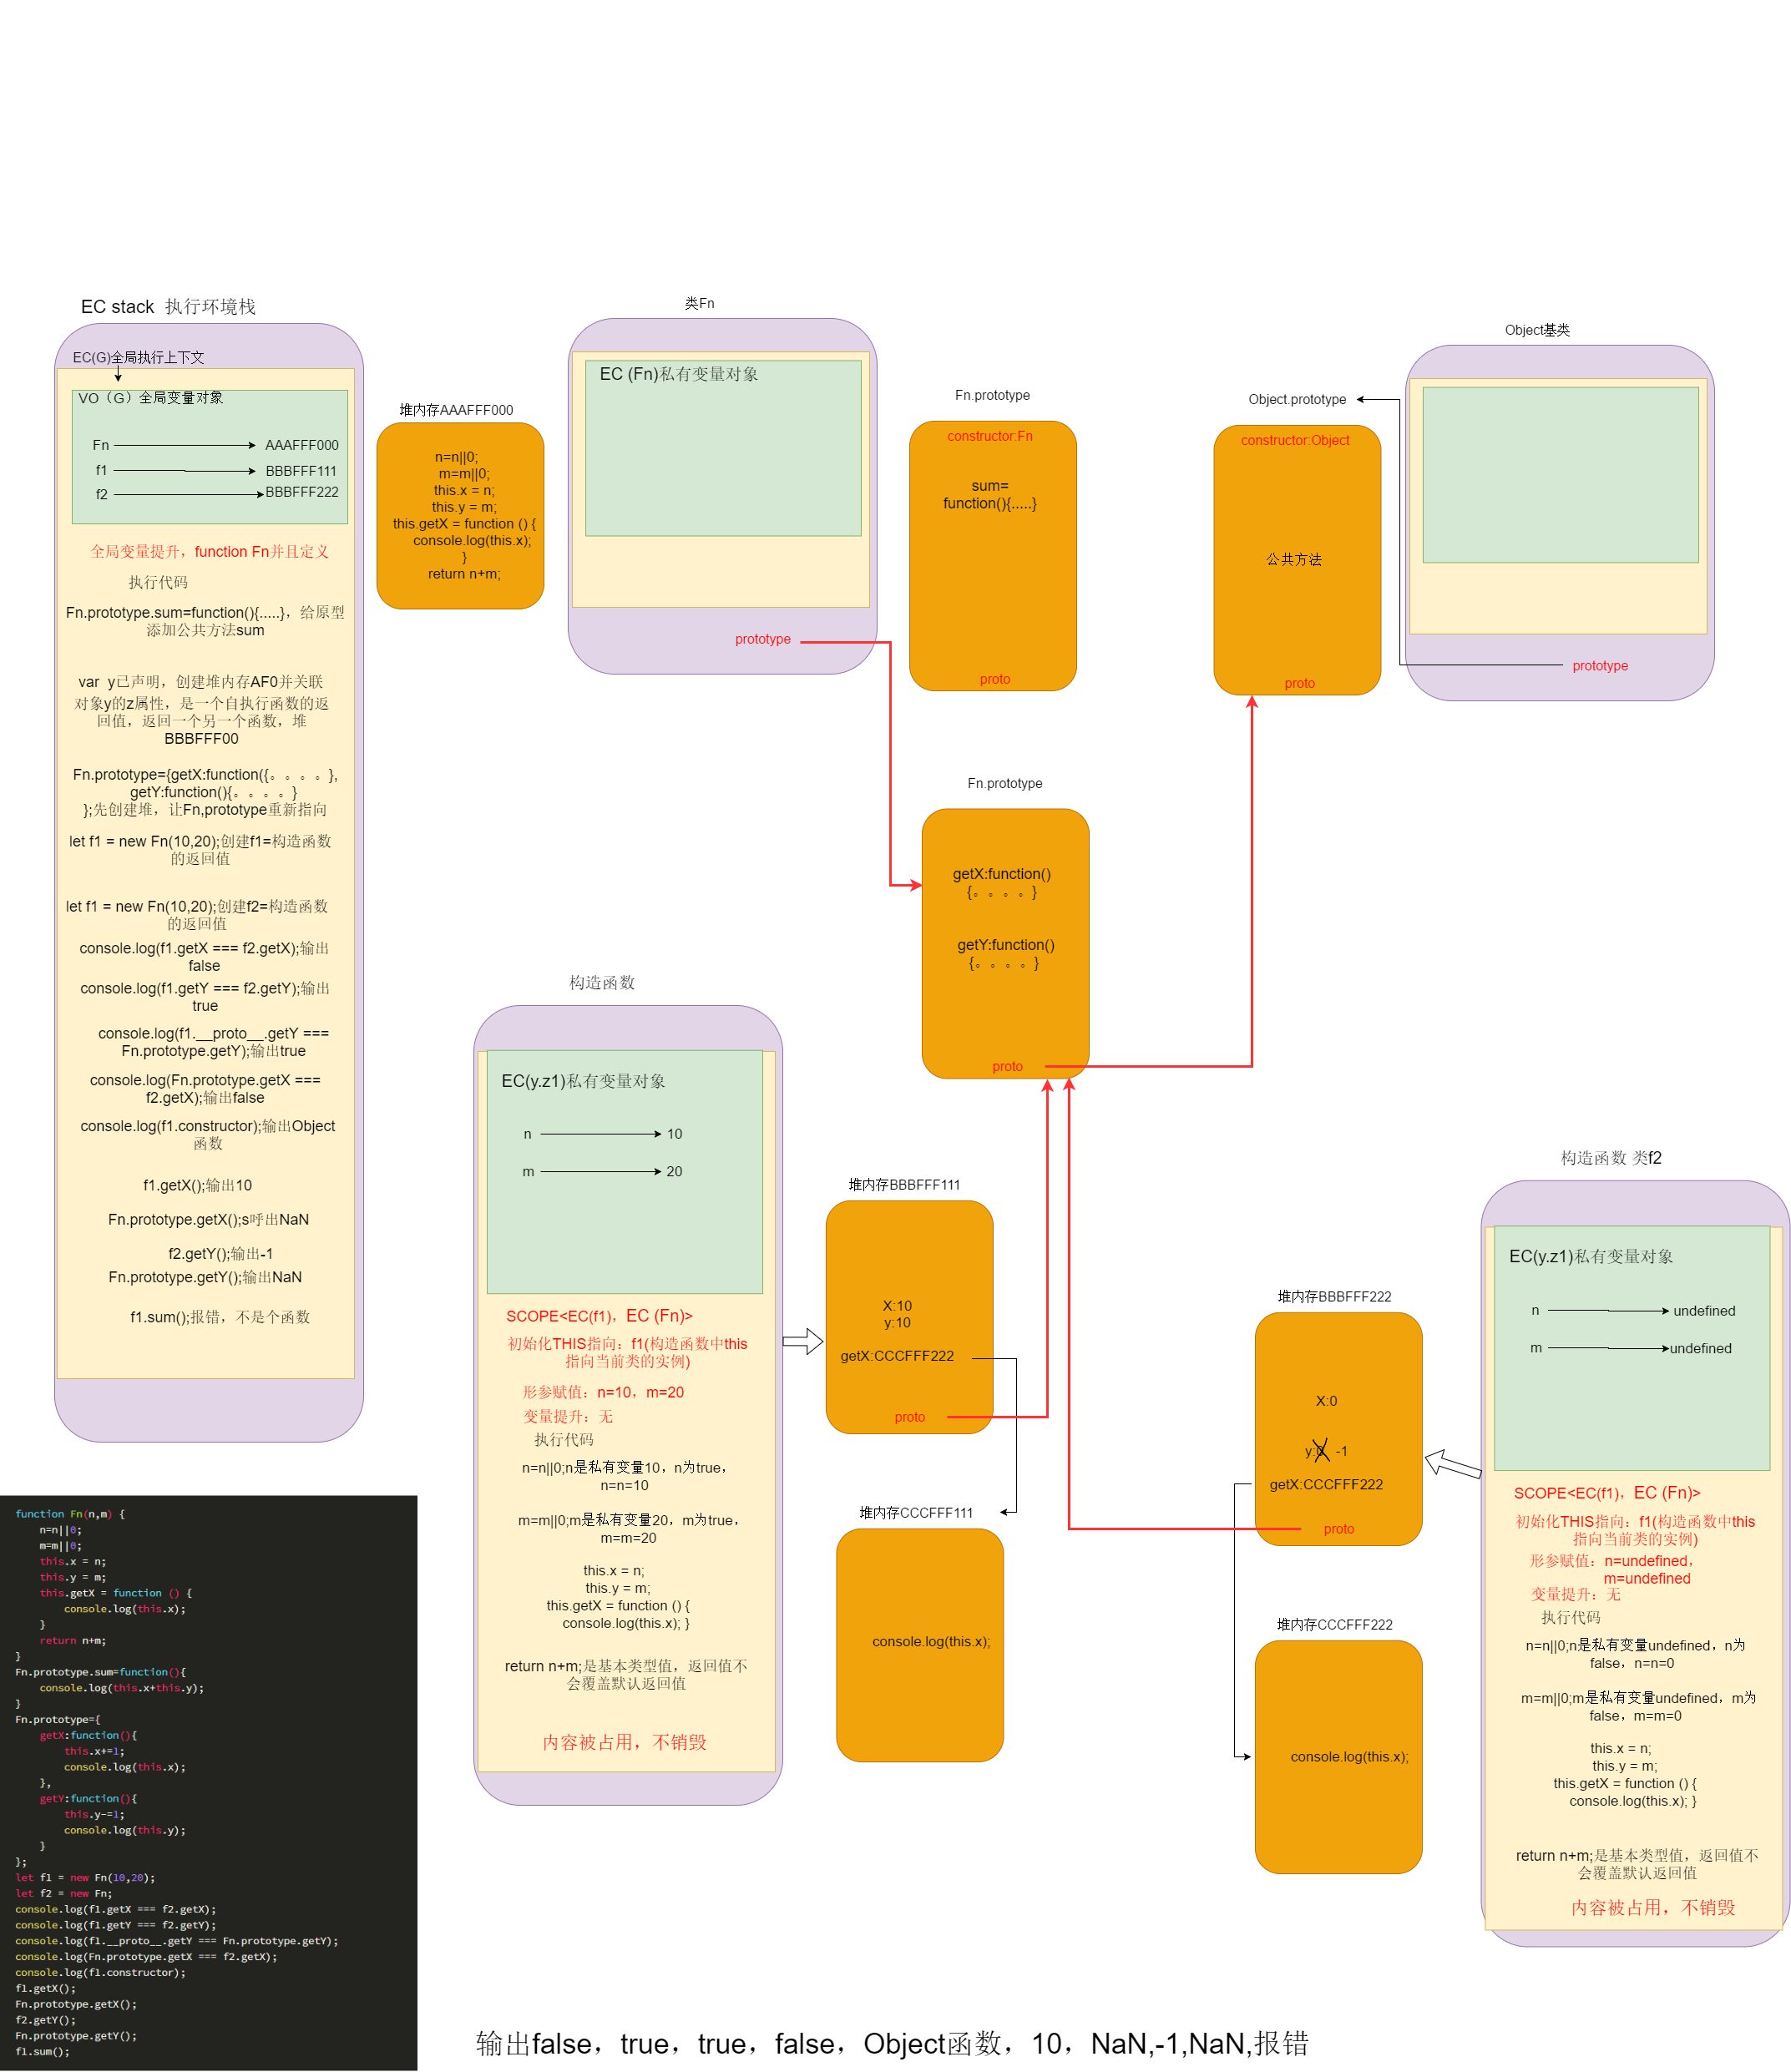 EC stack 执行环境栈
EC(G)全局执行上下文
VO（G）全局变量对象
Fn
AAAFFF000
f1
BBBFFF111
f2
BBBFFF222
全局变量提升，function Fn并且定义
执行代码
Fn.prototype.sum=function(){.....}，给原型
添加公共方法sum
var y已声明，创建堆内存AF0并关联
对象y的z属性，是一个自执行函数的返
回值，返回一个另一个函数，堆
BBBFFF00
Fn.prototype={getX:function({。。。。},
getY:function(){。。。。}
};先创建堆，让Fn,prototype重新指向
let f1 = new Fn(10,20);创建f1=构造函数
的返回值
let f1 = new Fn(10,20);创建f2=构造函数
的返回值
console.log(f1.getX === f2.getX);输出
false
console.log(f1.getY === f2.getY);输出
true
console.log(f1.__proto__.getY ===
Fn.prototype.getY);输出true
console.log(Fn.prototype.getX ===
f2.getX);输出false
console.log(f1.constructor);输出Object
函数
f1.getX();输出10
Fn.prototype.getX();s呼出NaN
f2.getY();输出-1
Fn.prototype.getY();输出NaN
f1.sum();报错，不是个函数
堆内存AAAFFF000
n=n||0;
m=m||0;
this.x = n;
this.y = m;
this.getX = function () {
console.log(this.x);
}
return n+m;
类Fn
EC (Fn)私有变量对象
prototype
Fn.prototype
constructor:Fn
sum=
function(){.....}
proto
Object.prototype
constructor:Object
公共方法
proto
Object基类
prototype
Fn.prototype
getX:function()
{。。。。}
getY:function()
{。。。。}
proto
构造函数
EC(y.z1)私有变量对象
n
10
m
20
SCOPE<EC(f1)，EC (Fn)>
初始化THIS指向：f1(构造函数中this
指向当前类的实例)
形参赋值：n=10，m=20
变量提升：无
执行代码
n=n||0;n是私有变量10，n为true，
n=n=10
m=m||0;m是私有变量20，m为true，
m=m=20
this.x = n;
this.y = m;
this.getX = function () {
console.log(this.x); }
return n+m;是基本类型值，返回值不
会覆盖默认返回值
内容被占用，不销毁
堆内存BBBFFF111
X:10
y:10
getX:CCCFFF222
proto
堆内存CCCFFF111
console.log(this.x);
堆内存BBBFFF222
X:0
y:0 -1
getX:CCCFFF222
proto
堆内存CCCFFF222
console.log(this.x);
构造函数 类f2
EC(y.z1)私有变量对象
n
undefined
m
undefined
SCOPE<EC(f1)，EC (Fn)>
初始化THIS指向：f1(构造函数中this
指向当前类的实例)
形参赋值：n=undefined，
m=undefined
变量提升：无
执行代码
n=n||0;n是私有变量undefined，n为
false，n=n=0
m=m||0;m是私有变量undefined，m为
false，m=m=0
this.x = n;
this.y = m;
this.getX = function () {
console.log(this.x); }
return n+m;是基本类型值，返回值不
会覆盖默认返回值
内容被占用，不销毁
function Fn(n,m) {
n=n||0;
m=m||0;
this.x = n;
this.y = m;
this.getX = function () {
console.log(this.x);
}
return n+m;
}
Fn.prototype.sum=function(){
console.log(this.x+this.y);
}
Fn.prototype={
getX:function(){
this.x+=1;
console.log(this.x);
},
getY:function(){
this.y-=1;
console.log(this.y);
}
};
let f1 = new Fn(10,20);
let f2 = new Fn;
console.log(f1.getX === f2.getX);
console.log(f1.getY === f2.getY);
console.log(f1.__proto__.getY === Fn.prototype.getY);
console.log(Fn.prototype.getX === f2.getX);
console.log(f1.constructor);
f1.getX();
Fn.prototype.getX();
f2.getY();
Fn.prototype.getY();
f1.sum();
输出false，true，true，false，Object函数，10，NaN,-1,NaN,报错